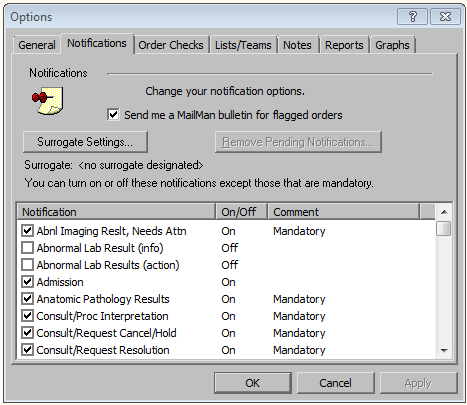 Options
General Notifications Order Checks Lists/Teams Notes Reports Graphs
Notifications
Change your notification options.
Send me a MailMan bulletin for flagged orders
Surrogate Settings... Remove Pending Notifications...
Surrogate: <no surrogate designated>
You can turn on or off these notifications except those that are mandatory.
Notification On/Off Comment
Abnl Imaging Reslt, Needs Attn On Mandatory
Abnormal Lab Result (info) Off
Abnormal Lab Results (action) Off
Admission On
Anatomic Pathology Results On Mandatory
Consult/Proc Interpretation On Mandatory
Consult/Request Cancel/Hold On Mandatory
Consult/Request Resolution On Mandatory
OK Cancel Apply